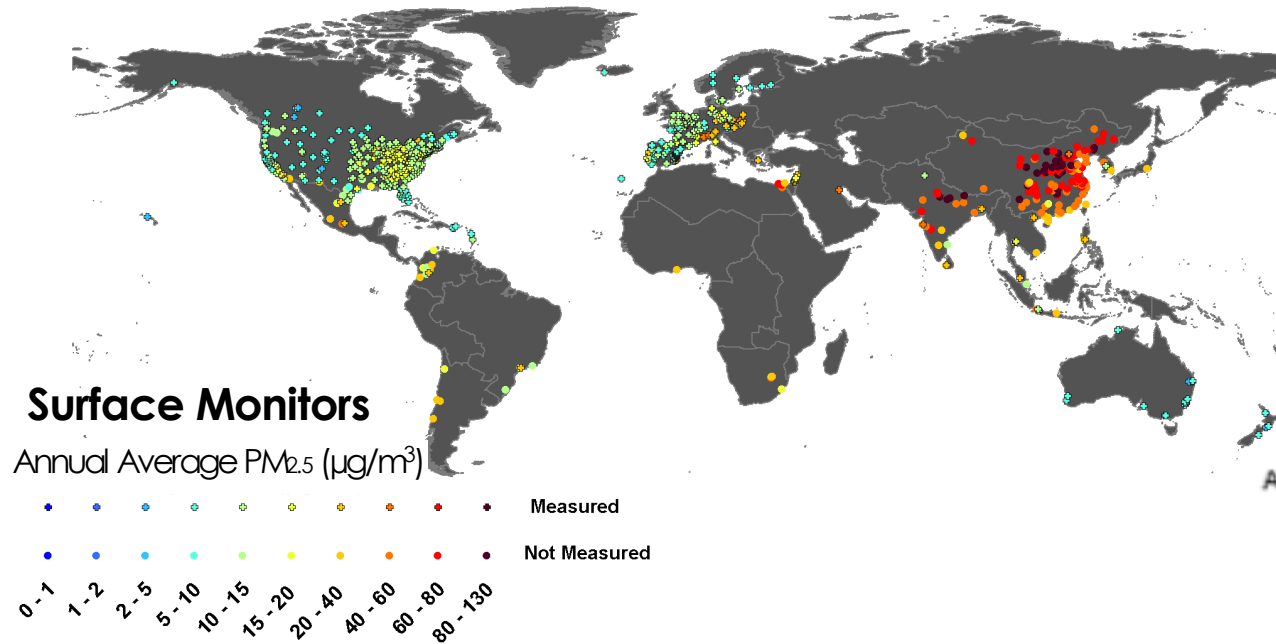 Surface Monitors
Annual Average PM2.5 (µg/m³)
Measured
Not Measured
0 - 1
1 - 2
2 - 5
5 - 10
10 - 15
15 - 20
20 - 40
40 - 60
60 - 80
80 - 130
A